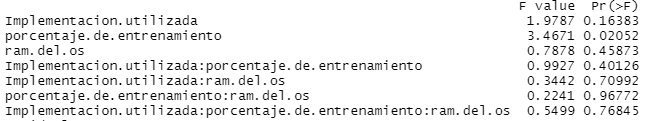 F value Pr(>F)
Implementacion.utilizada 1.9787 0.16383
porcentaje.de.entrenamiento 3.4671 0.02052
ram.del.os 0.7878 0.45873
Implementacion.utilizada:porcentaje.de.entrenamiento 0.9927 0.40126
Implementacion.utilizada:ram.del.os 0.3442 0.70992
porcentaje.de.entrenamiento:ram.del.os 0.2241 0.96772
Implementacion.utilizada:porcentaje.de.entrenamiento:ram.del.os 0.5499 0.76845